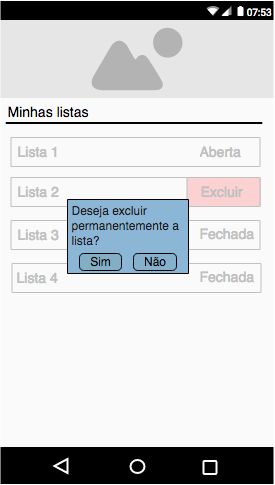 07:53
Minhas listas
Lista 1 Aberta
Lista 2 Excluir
Deseja excluir
permanentemente a
lista?
Sim Não
Lista 3 Fechada
Lista 4 Fechada